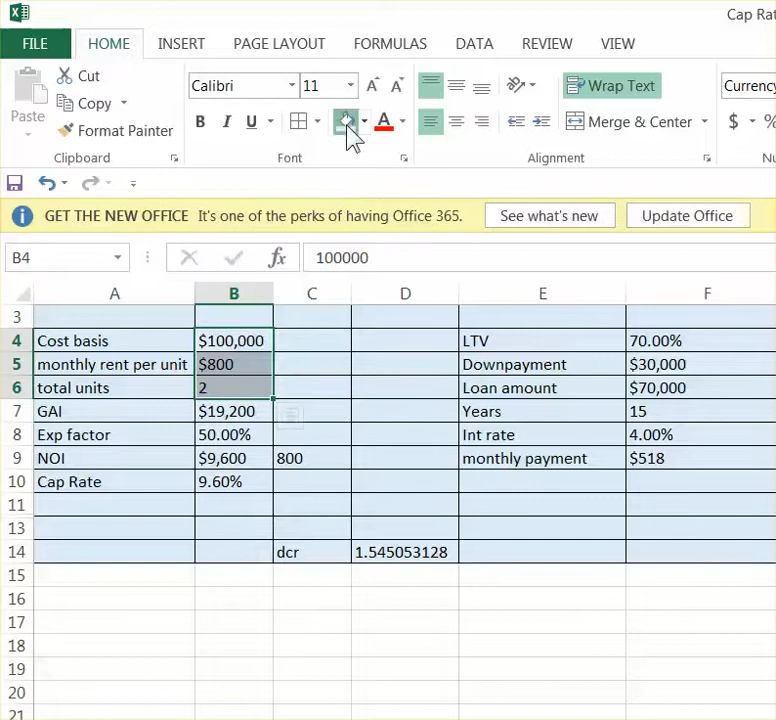 Cap Rat
FILE HOME INSERT PAGE LAYOUT FORMULAS DATA REVIEW VIEW
Cut
Copy
Format Painter
Paste
Calibri 11 A A
B I U A
Wrap Text
Merge & Center
Currency
$ %
Clipboard Font Alignment Nu
GET THE NEW OFFICE It's one of the perks of having Office 365. See what's new Update Office
B4 fx 100000
A B C D E F
3
4 Cost basis $100,000 LTV 70.00%
5 monthly rent per unit $800 Downpayment $30,000
6 total units 2 Loan amount $70,000
7 GAI $19,200 Years 15
8 Exp factor 50.00% Int rate 4.00%
9 NOI $9,600 800 monthly payment $518
10 Cap Rate 9.60%
11
13
14 dcr 1.545053128
15
16
17
18
19
20
21